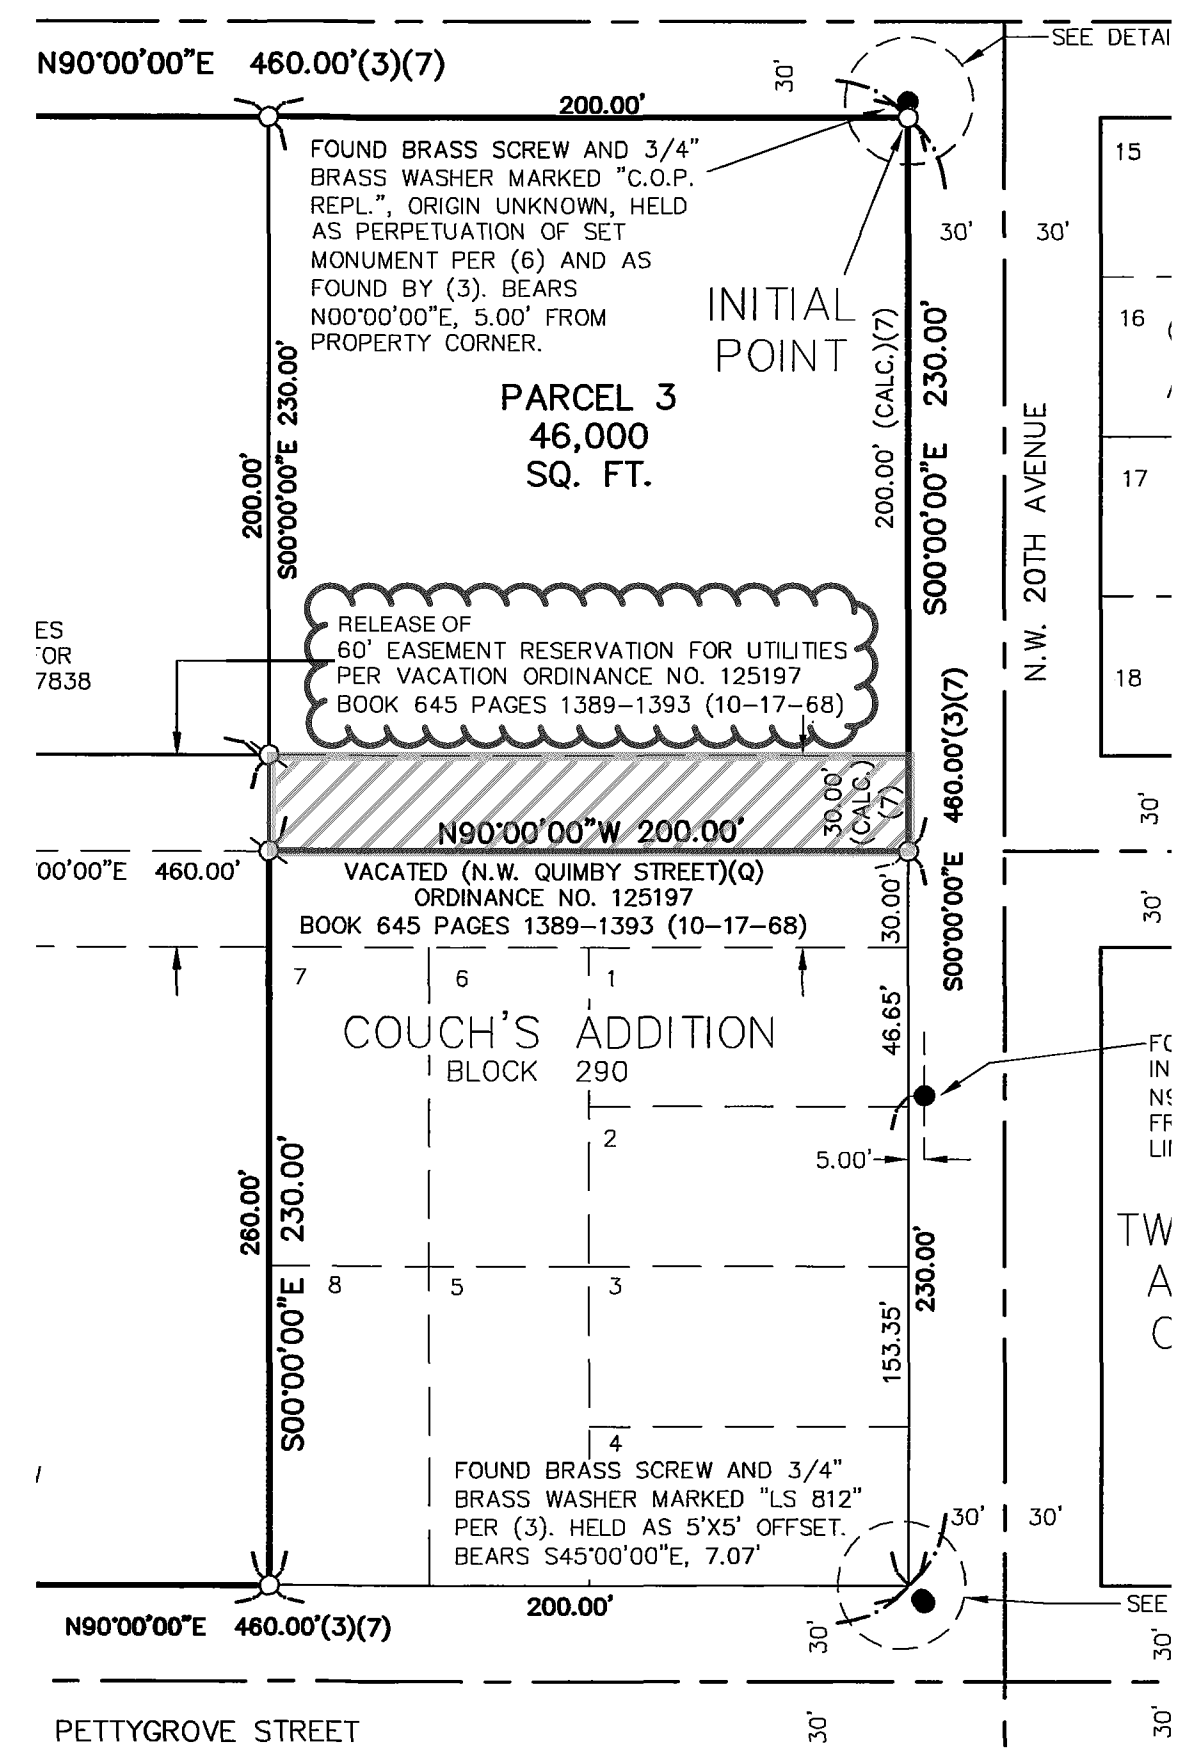 SEE DETAI
N90°00'00"E 460.00'(3)(7)
30'
200.00'
FOUND BRASS SCREW AND 3/4"
BRASS WASHER MARKED "C.O.P.
REPL.", ORIGIN UNKNOWN, HELD
AS PERPETUATION OF SET
MONUMENT PER (6) AND AS
FOUND BY (3). BEARS
N00°00'00"E, 5.00' FROM
PROPERTY CORNER.
15
30'
30'
INITIAL
POINT
16
PARCEL 3
46,000
SQ. FT.
200.00'
S00°00'00"E 230.00'
200.00' (CALC.)(7)
S00°00'00"E 230.00'
N.W. 20TH AVENUE
17
18
ES
FOR
7838
RELEASE OF
60' EASEMENT RESERVATION FOR UTILITIES
PER VACATION ORDINANCE NO. 125197
BOOK 645 PAGES 1389-1393 (10-17-68)
S00°00'00"E 460.00'(3)(7)
30.00'
(CALC.)
(7)
30'
N90°00'00"W 200.00'
00'00"E 460.00'
VACATED (N.W. QUIMBY STREET)(Q)
ORDINANCE NO. 125197
BOOK 645 PAGES 1389-1393 (10-17-68)
30.00'
30'
7
6
1
COUCH'S ADDITION
BLOCK 290
46.65'
2
5.00'
FO
IN
N9
FR
LI
260.00'
S00°00'00"E 230.00'
8
5
3
230.00'
153.35'
TW
A
C
4
FOUND BRASS SCREW AND 3/4"
BRASS WASHER MARKED "LS 812"
PER (3). HELD AS 5'X5' OFFSET.
BEARS S45°00'00"E, 7.07'
30'
30'
200.00'
SEE
N90°00'00"E 460.00'(3)(7)
30'
30'
PETTYGROVE STREET
30'
30'